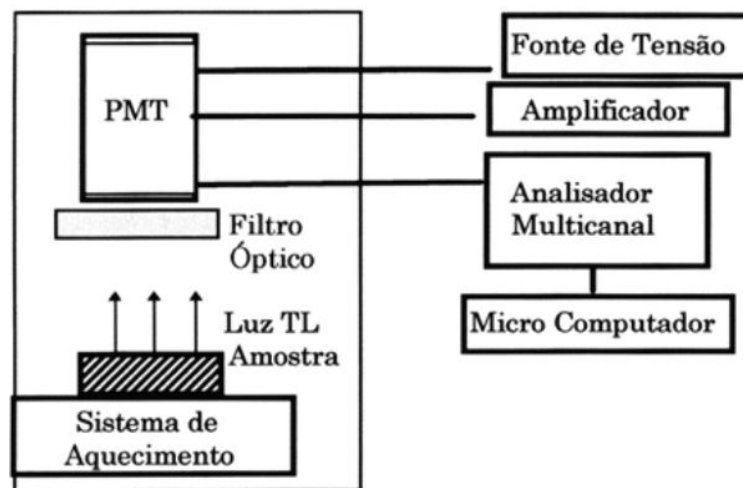 PMT
Filtro
Óptico
Luz TL
Amostra
Sistema de
Aquecimento
Fonte de Tensão
Amplificador
Analisador
Multicanal
Micro Computador